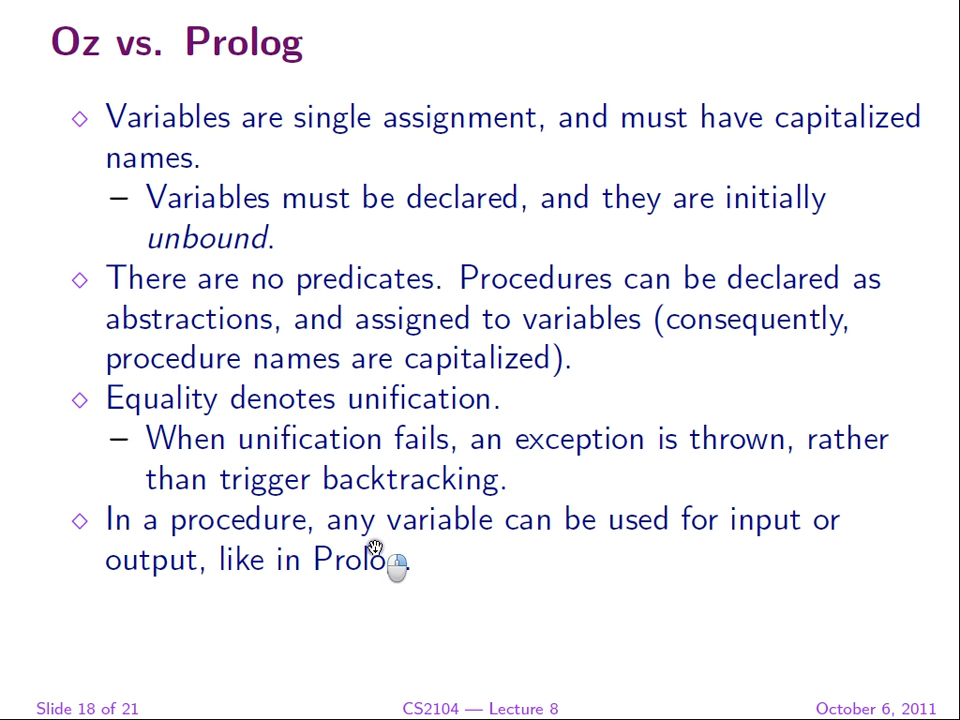 Oz vs. Prolog
◇ Variables are single assignment, and must have capitalized
names.
– Variables must be declared, and they are initially
unbound.
◇ There are no predicates. Procedures can be declared as
abstractions, and assigned to variables (consequently,
procedure names are capitalized).
◇ Equality denotes unification.
– When unification fails, an exception is thrown, rather
than trigger backtracking.
◇ In a procedure, any variable can be used for input or
output, like in Prolog.
Slide 18 of 21 CS2104 — Lecture 8 October 6, 2011